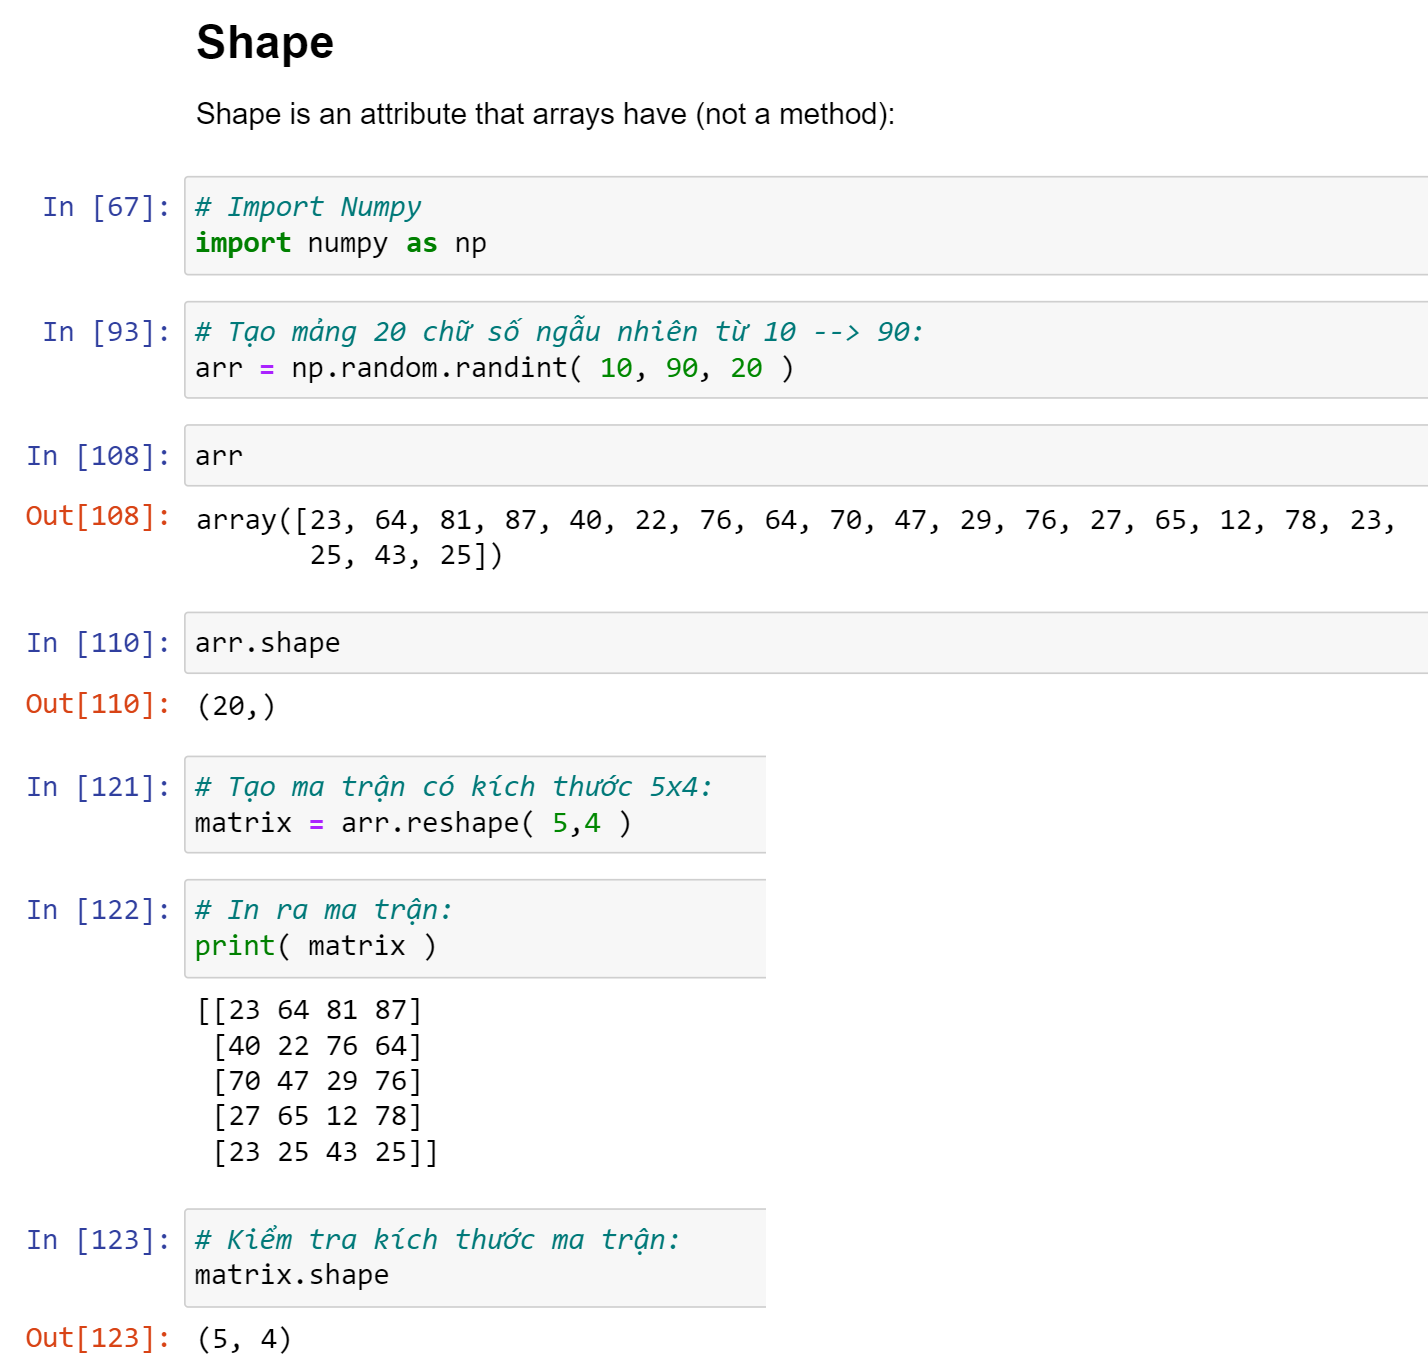 Shape
Shape is an attribute that arrays have (not a method):
In [67]: # Import Numpy
import numpy as np
In [93]: # Tạo mảng 20 chữ số ngẫu nhiên từ 10 --> 90:
arr = np.random.randint( 10, 90, 20 )
In [108]: arr
Out[108]: array([23, 64, 81, 87, 40, 22, 76, 64, 70, 47, 29, 76, 27, 65, 12, 78, 23,
25, 43, 25])
In [110]: arr.shape
Out[110]: (20,)
In [121]: # Tạo ma trận có kích thước 5x4:
matrix = arr.reshape( 5,4 )
In [122]: # In ra ma trận:
print( matrix )
[[23 64 81 87]
[40 22 76 64]
[70 47 29 76]
[27 65 12 78]
[23 25 43 25]]
In [123]: # Kiểm tra kích thước ma trận:
matrix.shape
Out[123]: (5, 4)